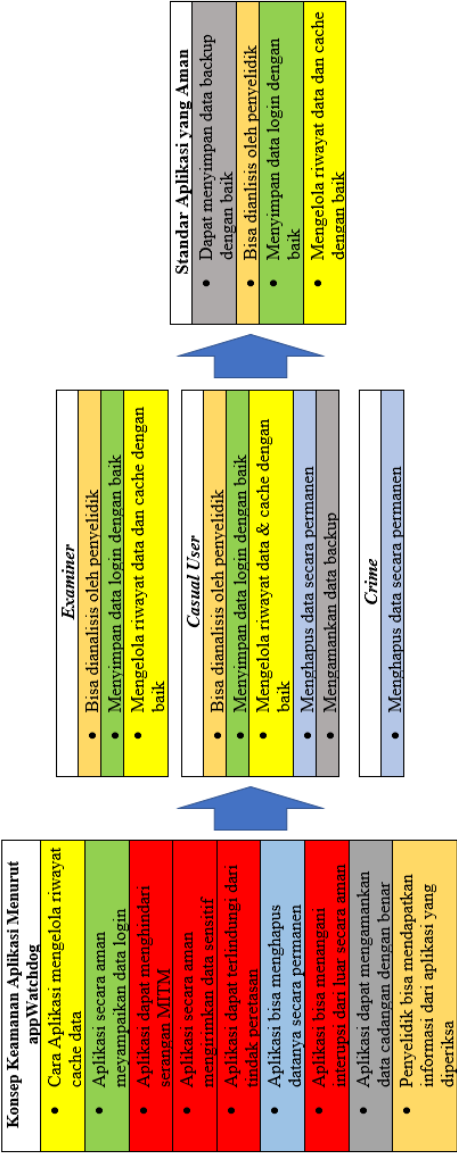 Konsep Keamanan Aplikasi Menurut
appWatchdog
• Cara Aplikasi mengelola riwayat
cache data
• Aplikasi secara aman
meyampaikan data login
• Aplikasi dapat menghindari
serangan MITM
• Aplikasi secara aman
mengirimkan data sensitif
• Aplikasi dapat terlindungi dari
tindak peretasan
• Aplikasi bisa menghapus
datanya secara permanen
• Aplikasi bisa menangani
interupsi dari luar secara aman
• Aplikasi dapat mengamankan
data cadangan dengan benar
• Penyelidik bisa mendapatkan
informasi dari aplikasi yang
diperiksa
Examiner
• Bisa dianalisis oleh penyelidik
• Menyimpan data login dengan baik
• Mengelola riwayat data dan cache dengan
baik
Casual User
• Bisa dianalisis oleh penyelidik
• Menyimpan data login dengan baik
• Mengelola riwayat data & cache dengan
baik
• Menghapus data secara permanen
• Mengamankan data backup
Crime
• Menghapus data secara permanen
Standar Aplikasi yang Aman
• Dapat menyimpan data backup
dengan baik
• Bisa dianlisis oleh penyelidik
• Menyimpan data login dengan
baik
• Mengelola riwayat data dan cache
dengan baik